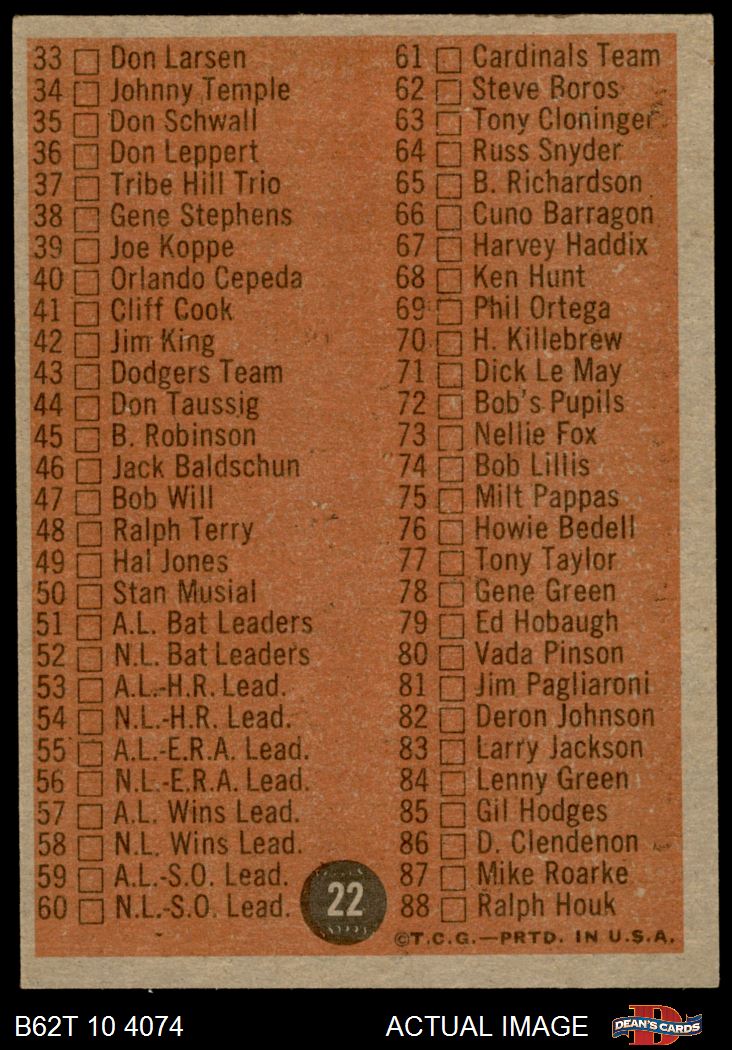 33 Don Larsen
34 Johnny Temple
35 Don Schwall
36 Don Leppert
37 Tribe Hill Trio
38 Gene Stephens
39 Joe Koppe
40 Orlando Cepeda
41 Cliff Cook
42 Jim King
43 Dodgers Team
44 Don Taussig
45 B. Robinson
46 Jack Baldschun
47 Bob Will
48 Ralph Terry
49 Hal Jones
50 Stan Musial
51 A.L. Bat Leaders
52 N.L. Bat Leaders
53 A.L.-H.R. Lead.
54 N.L.-H.R. Lead.
55 A.L.-E.R.A. Lead.
56 N.L.-E.R.A. Lead.
57 A.L. Wins Lead.
58 N.L. Wins Lead.
59 A.L.-S.O. Lead.
60 N.L.-S.O. Lead.
22
61 Cardinals Team
62 Steve Boros
63 Tony Cloninger
64 Russ Snyder
65 B. Richardson
66 Cuno Barragon
67 Harvey Haddix
68 Ken Hunt
69 Phil Ortega
70 H. Killebrew
71 Dick Le May
72 Bob's Pupils
73 Nellie Fox
74 Bob Lillis
75 Milt Pappas
76 Howie Bedell
77 Tony Taylor
78 Gene Green
79 Ed Hobaugh
80 Vada Pinson
81 Jim Pagliaroni
82 Deron Johnson
83 Larry Jackson
84 Lenny Green
85 Gil Hodges
86 D. Clendenon
87 Mike Roarke
88 Ralph Houk
©T.C.G.—PRTD. IN U.S.A.
B62T 10 4074
ACTUAL IMAGE
D
DEAN'S CARDS